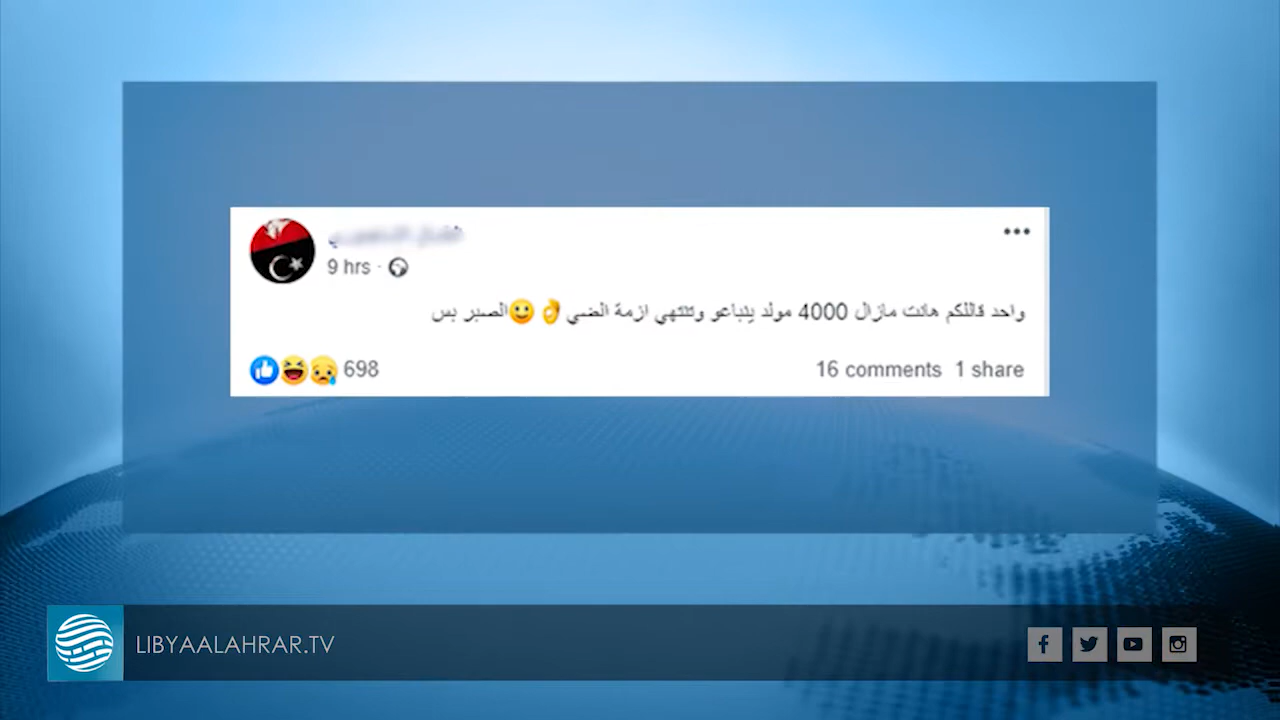 9 hrs ·
واحد قاللكم هانت مازال 4000 مولد يتباعو وتنتهي ازمة الضي👌🙂الصبر بس
698
16 comments 1 share
LIBYAALAHRAR.TV